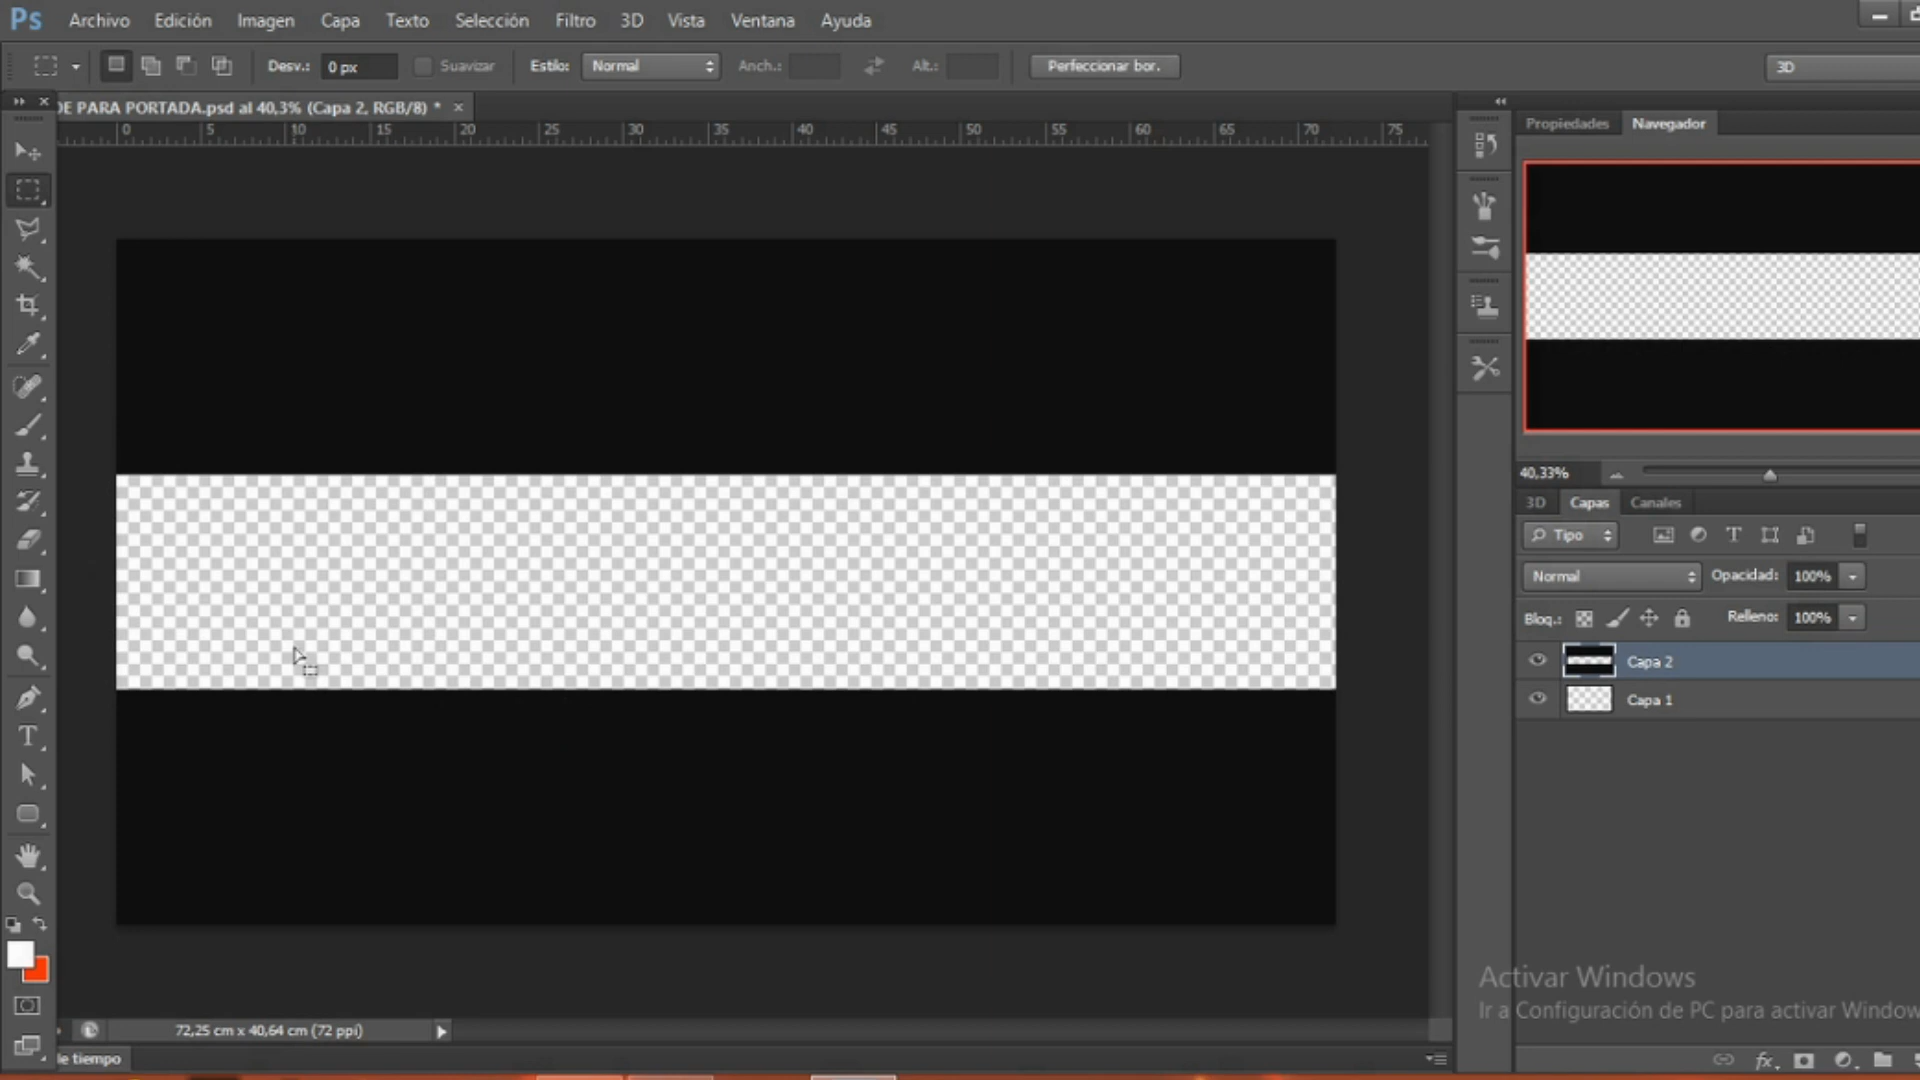 Ps Archivo Edición Imagen Capa Texto Selección Filtro 3D Vista Ventana Ayuda
Desv.: 0 px Suavizar Estilo: Normal Anch.: Alt.: Perfeccionar bor. 3D
DE PARA PORTADA.psd al 40,3% (Capa 2, RGB/8) *
0 5 10 15 20 25 30 35 40 45 50 55 60 65 70 75
Propiedades Navegador
40,33%
3D Capas Canales
Tipo
Normal Opacidad: 100%
Bloq.: Relleno: 100%
Capa 2
Capa 1
Activar Windows
Ir a Configuración de PC para activar Window
72,25 cm x 40,64 cm (72 ppi)
de tiempo